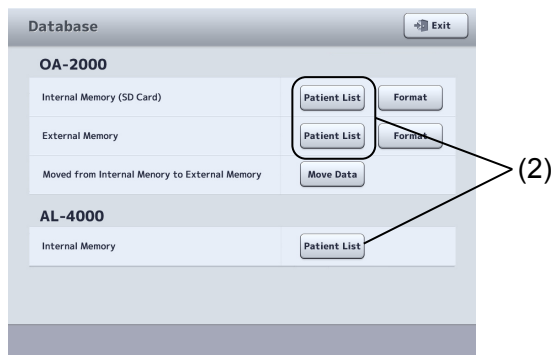 Database
Exit
OA-2000
Internal Memory (SD Card) Patient List Format
External Memory Patient List Format
Moved from Internal Menory to External Memory Move Data
(2)
AL-4000
Internal Memory Patient List